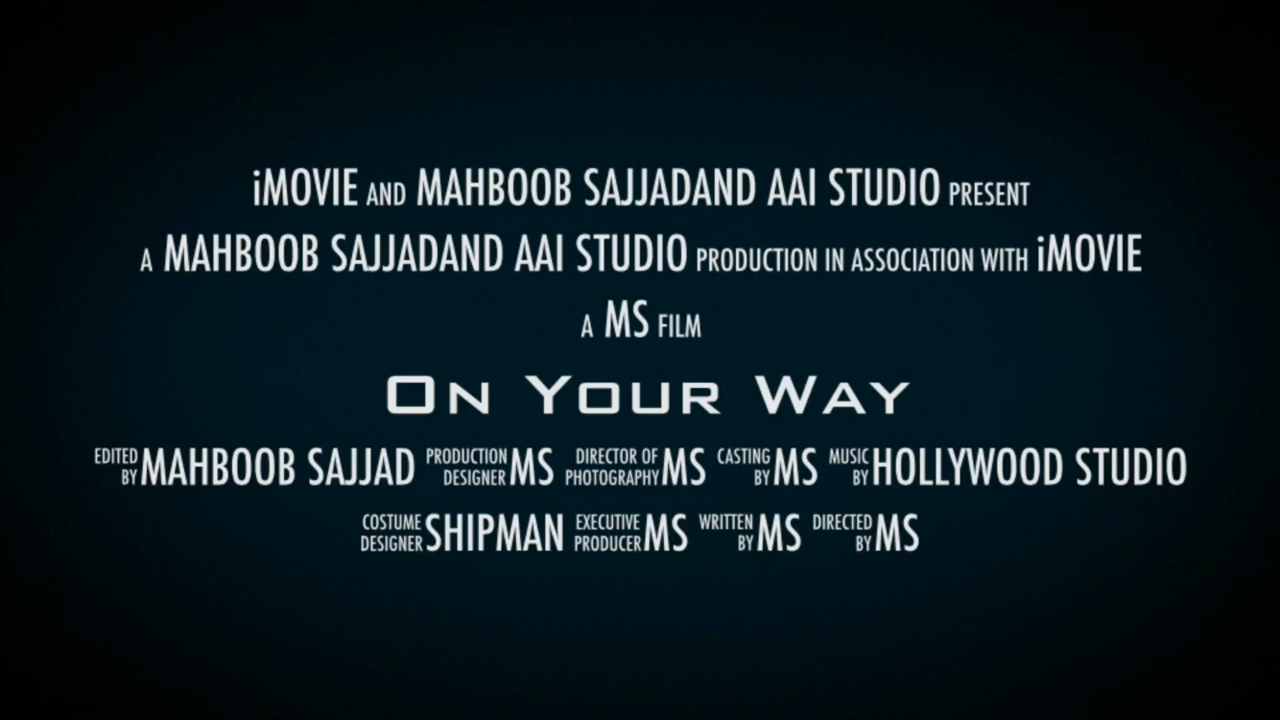 iMOVIE AND MAHBOOB SAJJADAND AAI STUDIO PRESENT
A MAHBOOB SAJJADAND AAI STUDIO PRODUCTION IN ASSOCIATION WITH iMOVIE
A MS FILM
ON YOUR WAY
EDITED BY MAHBOOB SAJJAD PRODUCTION DESIGNER MS DIRECTOR OF PHOTOGRAPHY MS CASTING BY MS MUSIC BY HOLLYWOOD STUDIO
COSTUME DESIGNER SHIPMAN EXECUTIVE PRODUCER MS WRITTEN BY MS DIRECTED BY MS